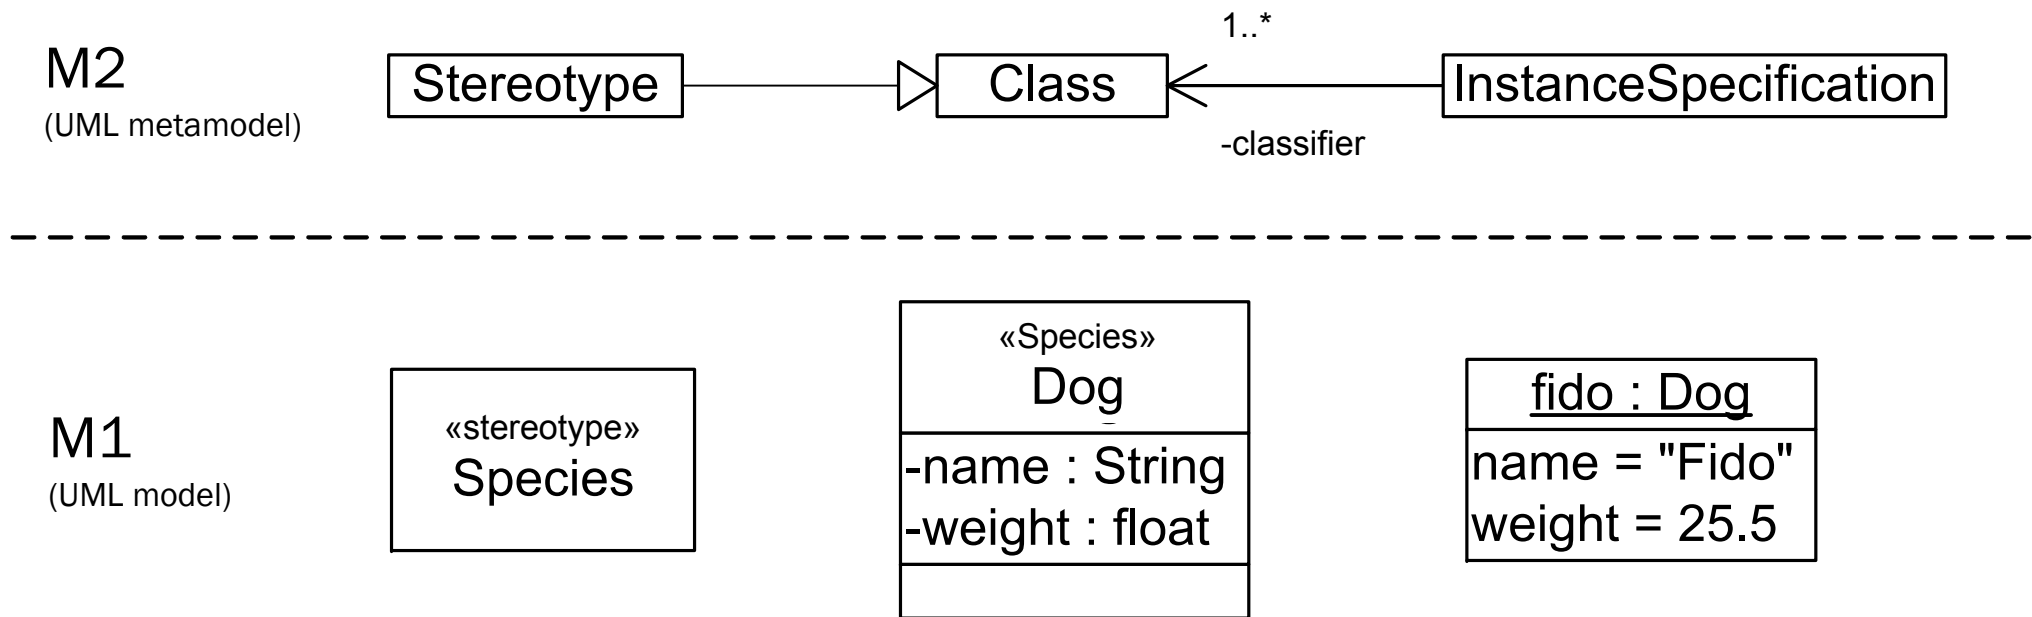 M2
(UML metamodel)
Stereotype
Class
1..*
-classifier
InstanceSpecification
M1
(UML model)
«stereotype»
Species
«Species»
Dog
-name : String
-weight : float
fido : Dog
name = "Fido"
weight = 25.5